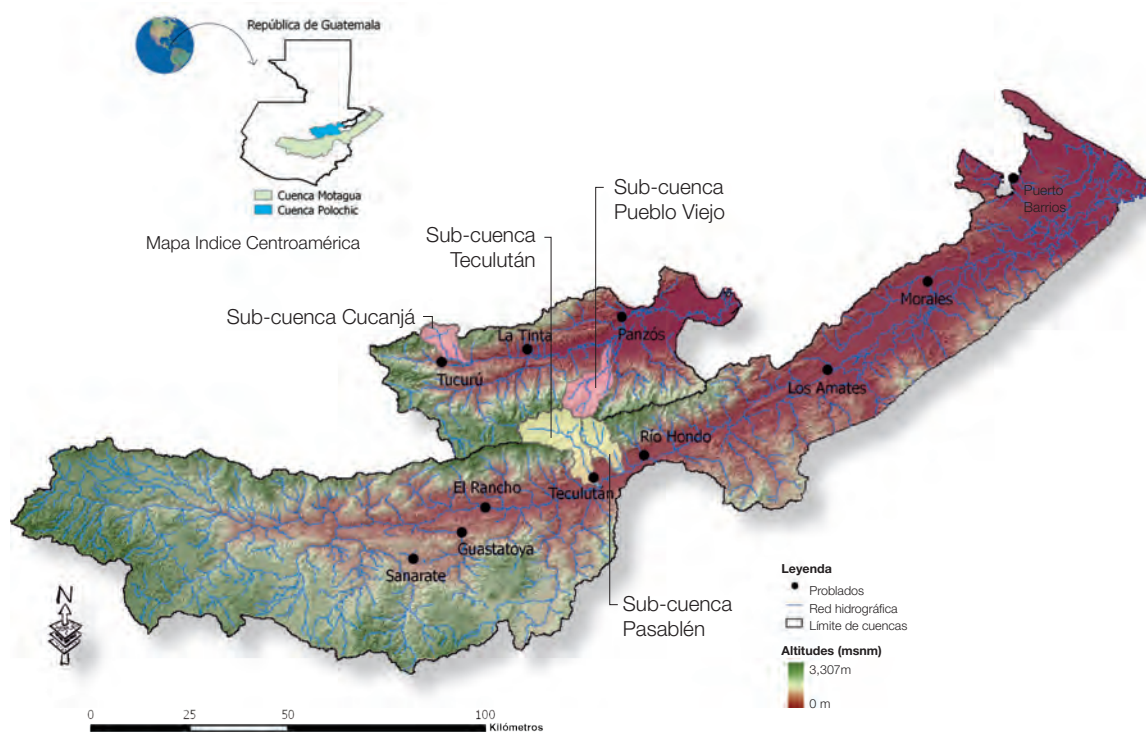 República de Guatemala
Cuenca Motagua
Cuenca Polochic
Mapa Indice Centroamérica
Sub-cuenca
Pueblo Viejo
Sub-cuenca
Teculután
Sub-cuenca Cucanjá
Puerto
Barrios
Morales
Panzós
La Tinta
Tucurú
Los Amates
Río Hondo
Teculután
El Rancho
Guastatoya
Sanarate
Sub-cuenca
Pasablén
N
Leyenda
Problados
Red hidrográfica
Límite de cuencas
Altitudes (msnm)
3,307m
0 m
0 25 50 100
Kilómetros